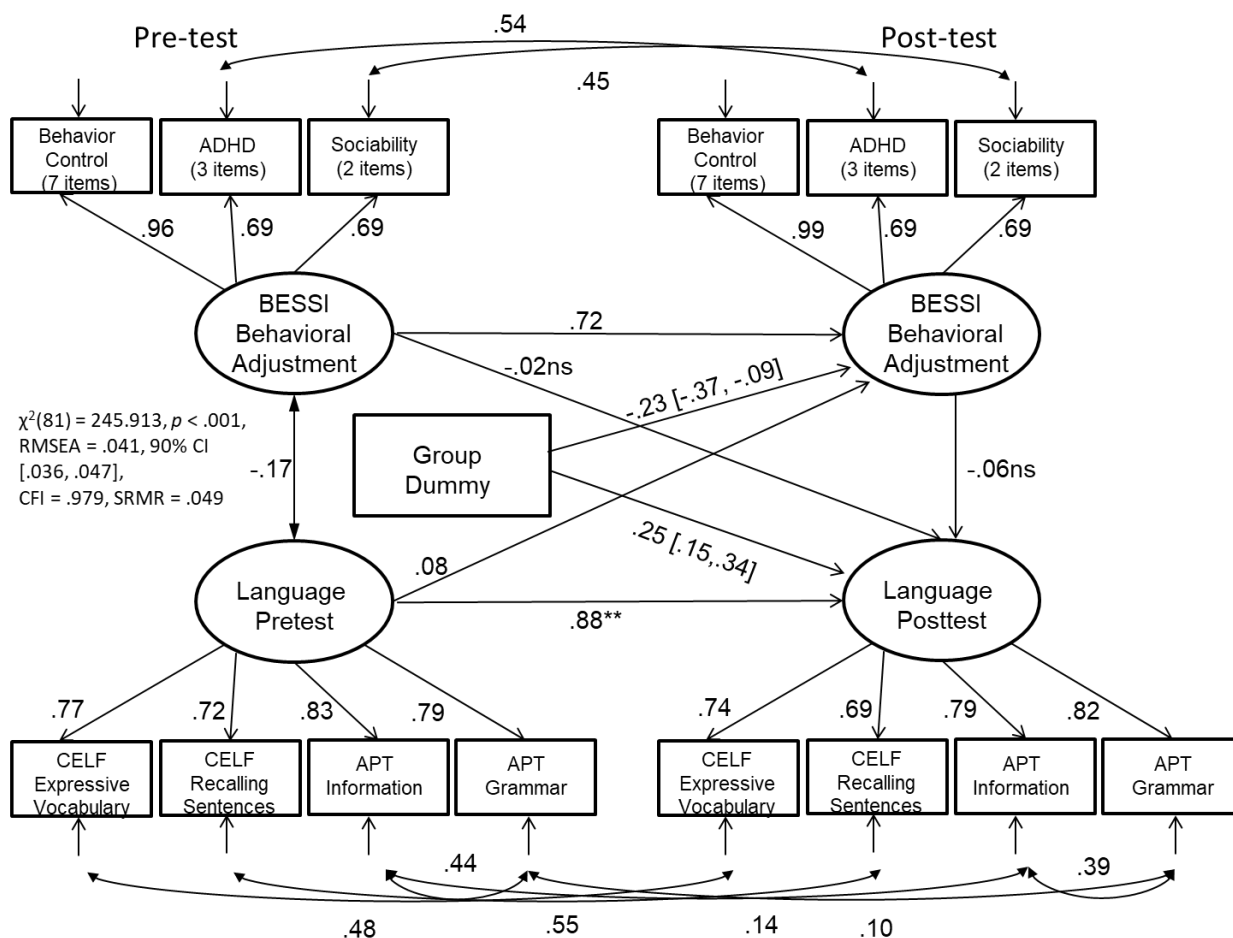 Pre-test
.54
Post-test
.45
Behavior
Control
(7 items)
ADHD
(3 items)
Sociability
(2 items)
Behavior
Control
(7 items)
ADHD
(3 items)
Sociability
(2 items)
.96
.69
.69
.99
.69
.69
BESSI
Behavioral
Adjustment
BESSI
Behavioral
Adjustment
.72
-.02ns
-.23 [-.37, -.09]
χ²(81) = 245.913, p < .001,
RMSEA = .041, 90% CI
[.036, .047],
CFI = .979, SRMR = .049
-.17
Group
Dummy
-.06ns
.25 [.15,.34]
.08
Language
Pretest
.88**
Language
Posttest
.77
.72
.83
.79
.74
.69
.79
.82
CELF
Expressive
Vocabulary
CELF
Recalling
Sentences
APT
Information
APT
Grammar
CELF
Expressive
Vocabulary
CELF
Recalling
Sentences
APT
Information
APT
Grammar
.44
.39
.48
.55
.14
.10